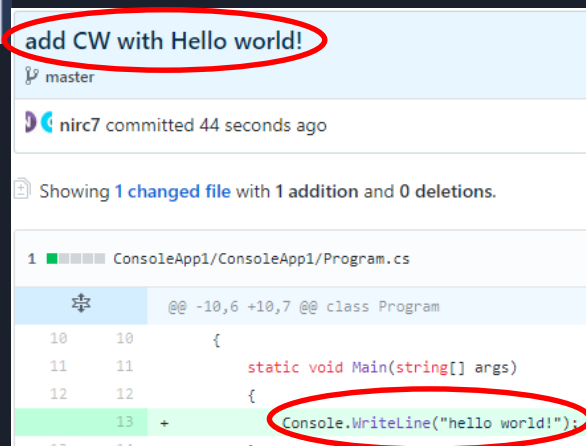 add CW with Hello world!
master
nirc7 committed 44 seconds ago
Showing 1 changed file with 1 addition and 0 deletions.
1 ConsoleApp1/ConsoleApp1/Program.cs
@@ -10,6 +10,7 @@ class Program
10 10 {
11 11 static void Main(string[] args)
12 12 {
13 + Console.WriteLine("hello world!");